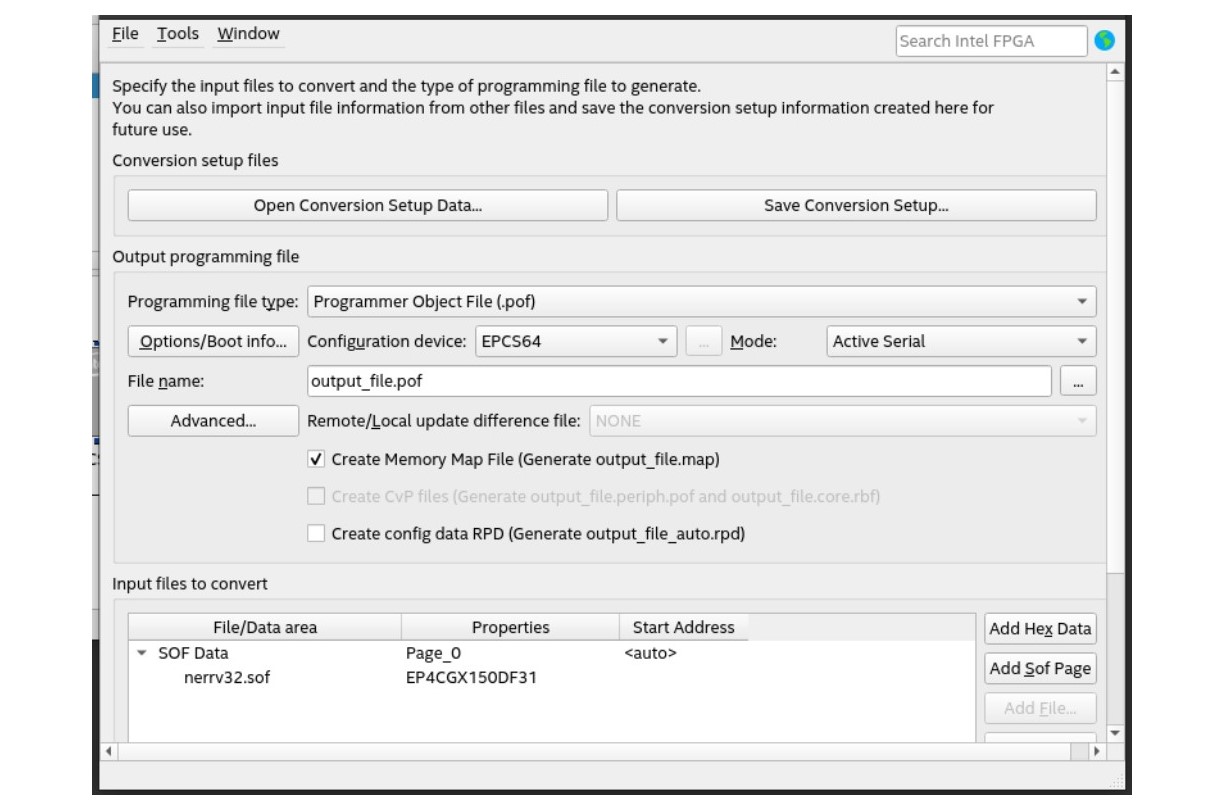 File Tools Window
Search Intel FPGA
Specify the input files to convert and the type of programming file to generate.
You can also import input file information from other files and save the conversion setup information created here for
future use.
Conversion setup files
Open Conversion Setup Data...
Save Conversion Setup...
Output programming file
Programming file type: Programmer Object File (.pof)
Options/Boot info... Configuration device: EPCS64 ... Mode: Active Serial
File name: output_file.pof ...
Advanced... Remote/Local update difference file: NONE
Create Memory Map File (Generate output_file.map)
Create CvP files (Generate output_file.periph.pof and output_file.core.rbf)
Create config data RPD (Generate output_file_auto.rpd)
Input files to convert
File/Data area Properties Start Address
Add Hex Data
SOF Data Page_0 <auto>
Add Sof Page
nerrv32.sof EP4CGX150DF31
Add File...